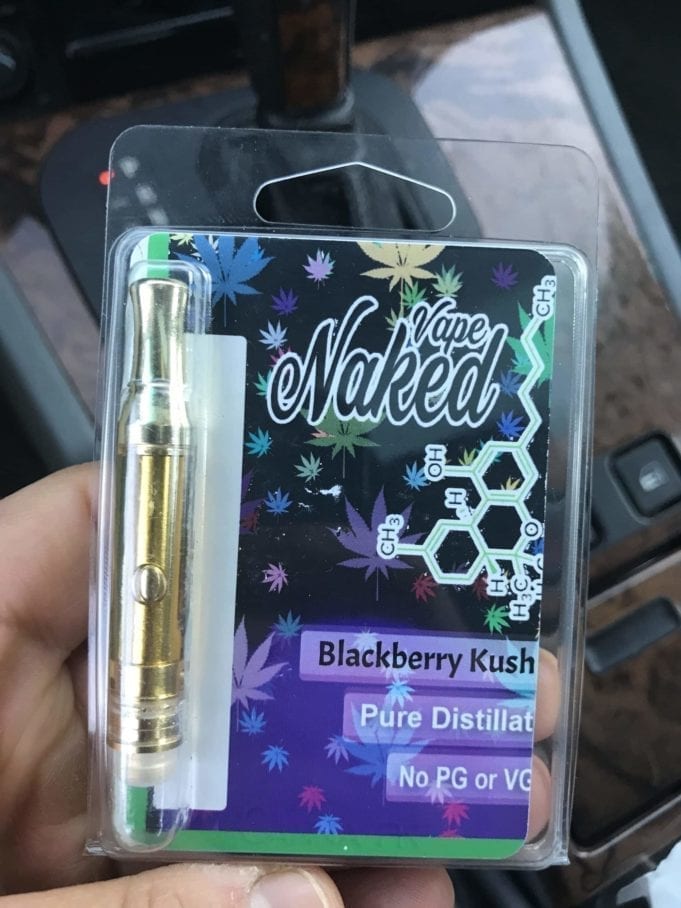 Vape
Naked
CH3
OH
H
CH3
O
H
H3C
Blackberry Kush
Pure Distillat
No PG or VG